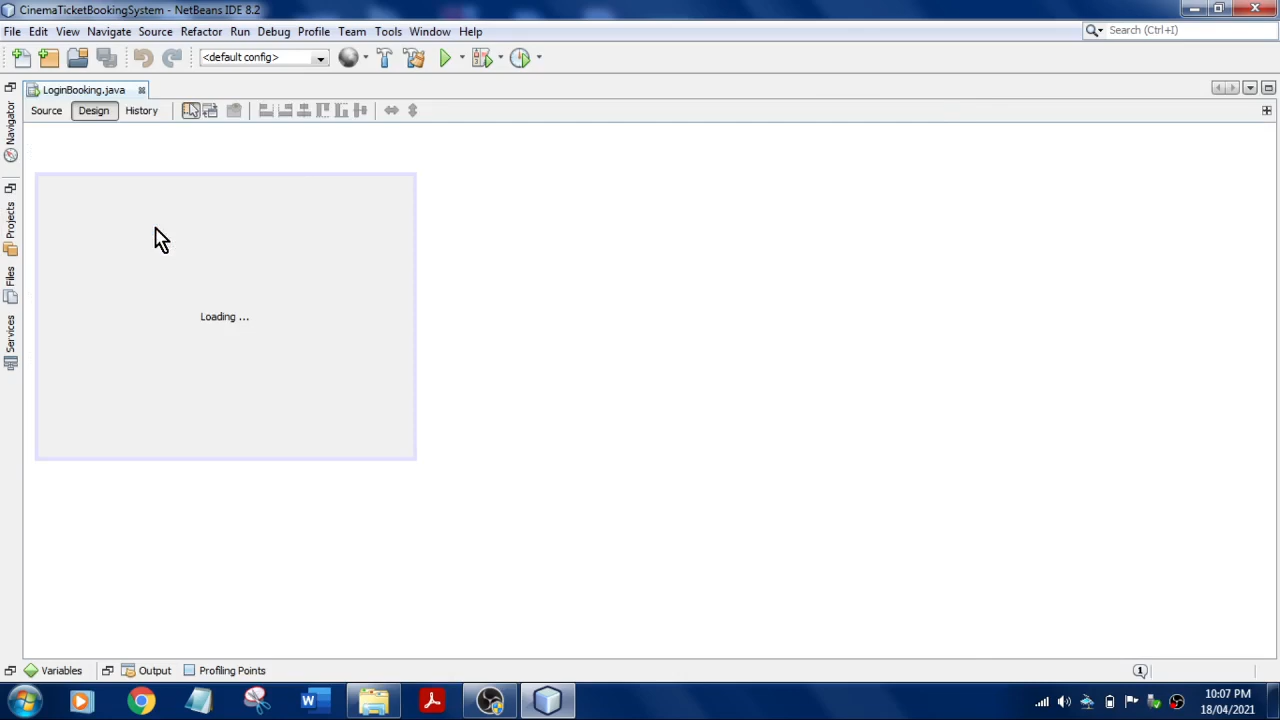 CinemaTicketBookingSystem - NetBeans IDE 8.2
File Edit View Navigate Source Refactor Run Debug Profile Team Tools Window Help
Search (Ctrl+I)
<default config>
LoginBooking.java
Source Design History
Navigator
Projects
Files
Services
Loading ...
Variables Output Profiling Points
1
W
10:07 PM
18/04/2021